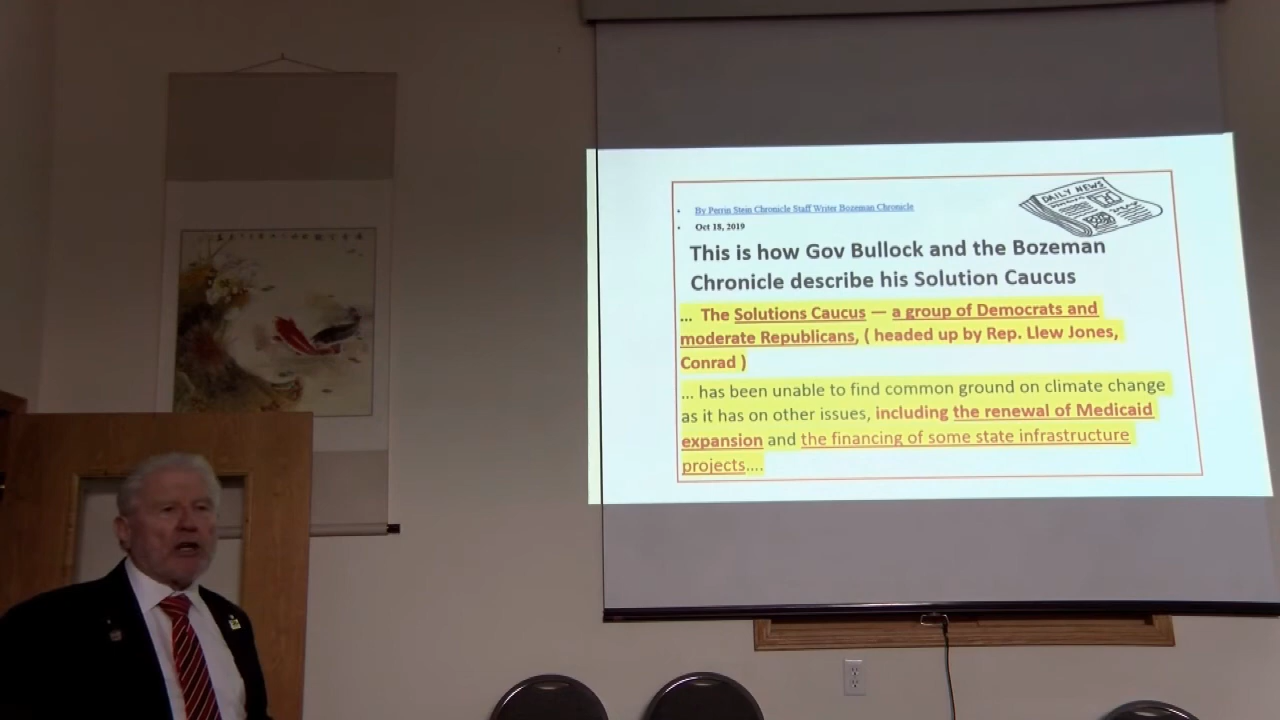 DAILY NEWS
By Perrin Stein Chronicle Staff Writer Bozeman Chronicle
Oct 18, 2019
This is how Gov Bullock and the Bozeman
Chronicle describe his Solution Caucus
... The Solutions Caucus — a group of Democrats and
moderate Republicans, ( headed up by Rep. Llew Jones,
Conrad )
... has been unable to find common ground on climate change
as it has on other issues, including the renewal of Medicaid
expansion and the financing of some state infrastructure
projects....